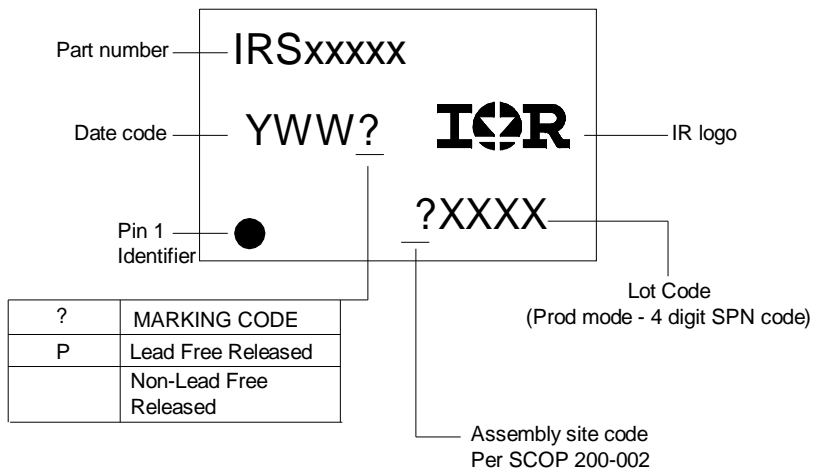 Part number
IRSxxxxx
Date code
YWW?
IOR
IR logo
?XXXX
Pin 1
Identifier
Lot Code
(Prod mode - 4 digit SPN code)
? MARKING CODE
P Lead Free Released
Non-Lead Free
Released
Assembly site code
Per SCOP 200-002